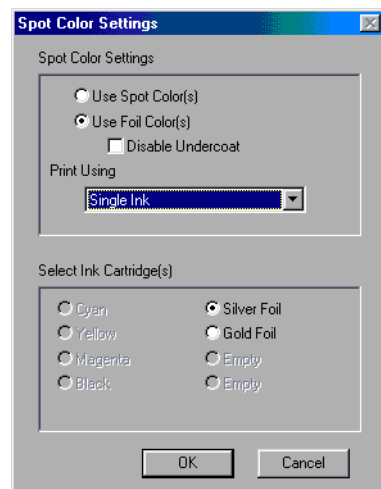 Spot Color Settings
Spot Color Settings
Use Spot Color(s)
Use Foil Color(s)
Disable Undercoat
Print Using
Single Ink
Select Ink Cartridge(s)
Cyan
Silver Foil
Yellow
Gold Foil
Magenta
Empty
Black
Empty
OK
Cancel